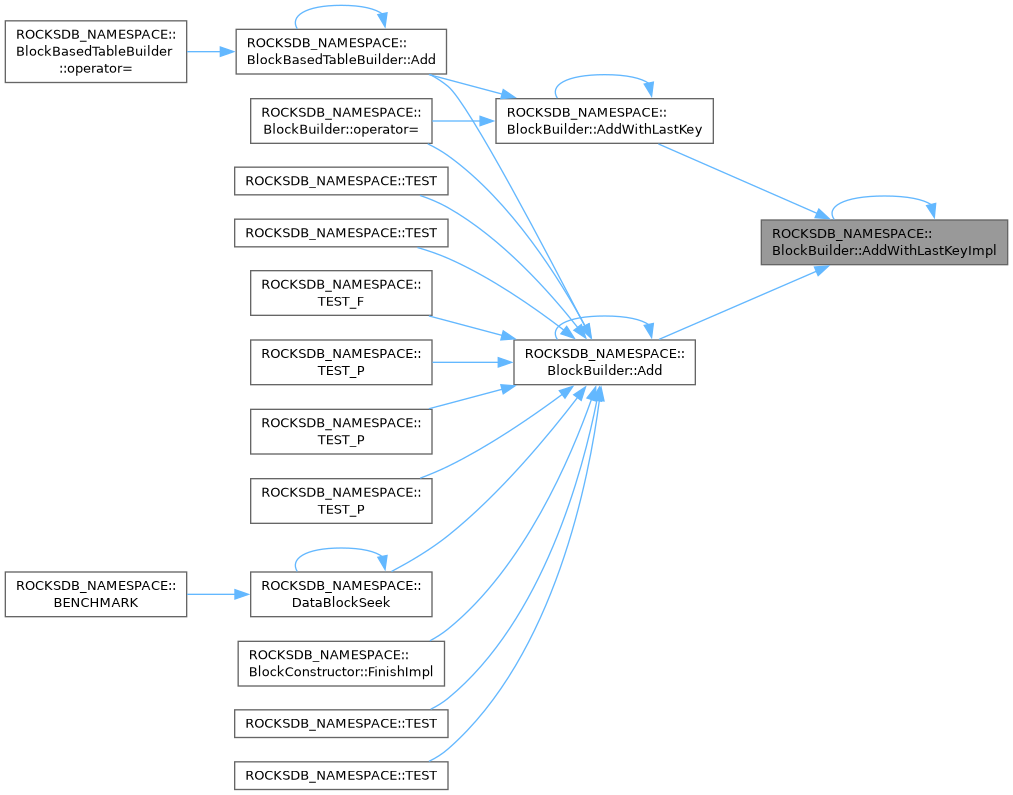 ROCKSDB_NAMESPACE::
BlockBasedTableBuilder
::operator=
ROCKSDB_NAMESPACE::
BlockBasedTableBuilder::Add
ROCKSDB_NAMESPACE::
BlockBuilder::operator=
ROCKSDB_NAMESPACE::
BlockBuilder::AddWithLastKey
ROCKSDB_NAMESPACE::TEST
ROCKSDB_NAMESPACE::TEST
ROCKSDB_NAMESPACE::
BlockBuilder::AddWithLastKeyImpl
ROCKSDB_NAMESPACE::
TEST_F
ROCKSDB_NAMESPACE::
TEST_P
ROCKSDB_NAMESPACE::
BlockBuilder::Add
ROCKSDB_NAMESPACE::
TEST_P
ROCKSDB_NAMESPACE::
TEST_P
ROCKSDB_NAMESPACE::
BENCHMARK
ROCKSDB_NAMESPACE::
DataBlockSeek
ROCKSDB_NAMESPACE::
BlockConstructor::FinishImpl
ROCKSDB_NAMESPACE::TEST
ROCKSDB_NAMESPACE::TEST